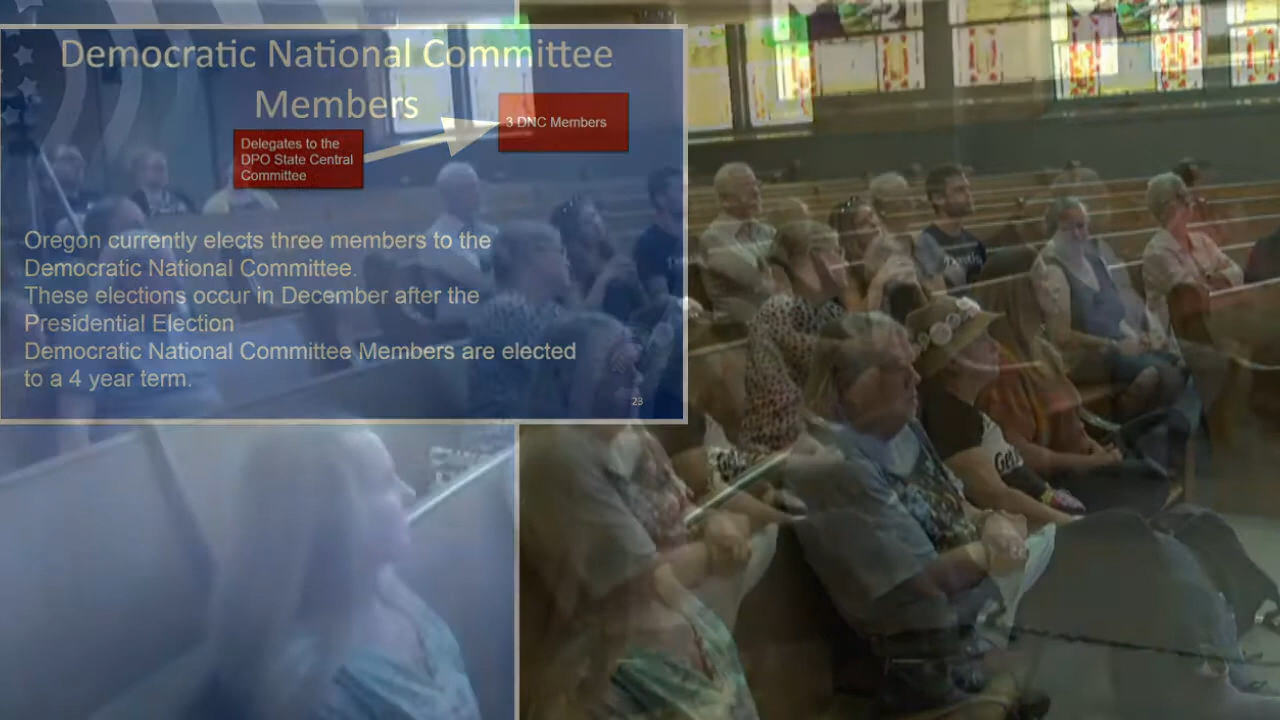 Democratic National Committee
Members
Delegates to the
DPO State Central
Committee
3 DNC Members
Oregon currently elects three members to the
Democratic National Committee.
These elections occur in December after the
Presidential Election
Democratic National Committee Members are elected
to a 4 year term.
23